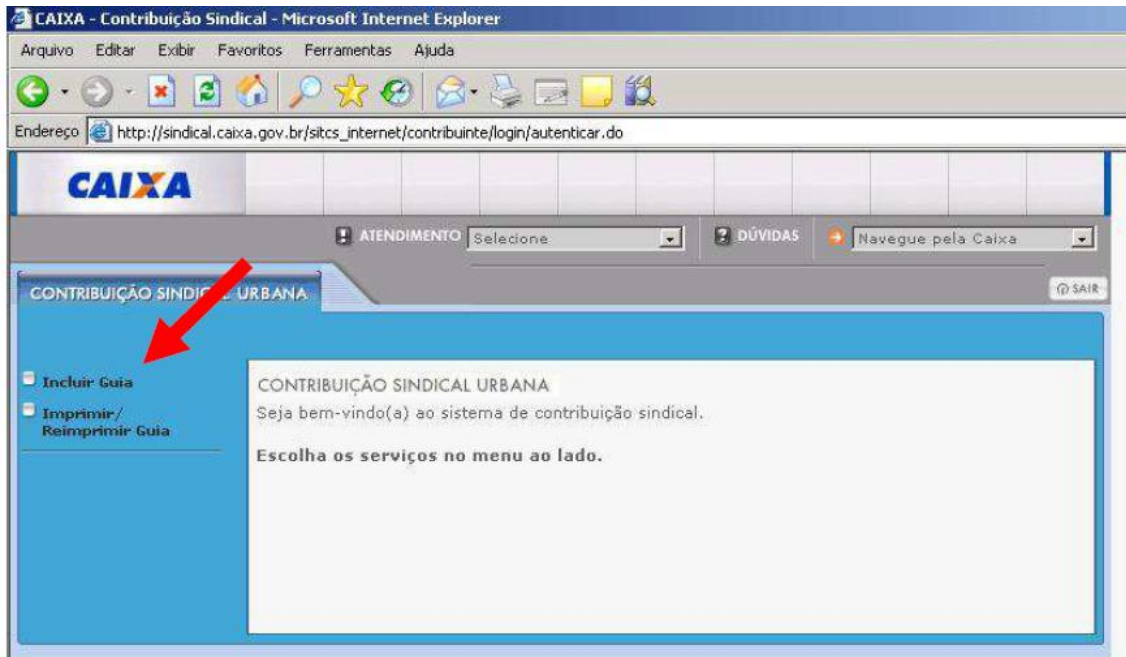 CAIXA - Contribuição Sindical - Microsoft Internet Explorer
Arquivo Editar Exibir Favoritos Ferramentas Ajuda
Endereço http://sindical.caixa.gov.br/sitcs_internet/contribuinte/login/autenticar.do
CAIXA
ATENDIMENTO Selecione DÚVIDAS Navegue pela Caixa
CONTRIBUIÇÃO SINDICAL URBANA
SAIR
Incluir Guia
Imprimir/
Reimprimir Guia
CONTRIBUIÇÃO SINDICAL URBANA
Seja bem-vindo(a) ao sistema de contribuição sindical.
Escolha os serviços no menu ao lado.